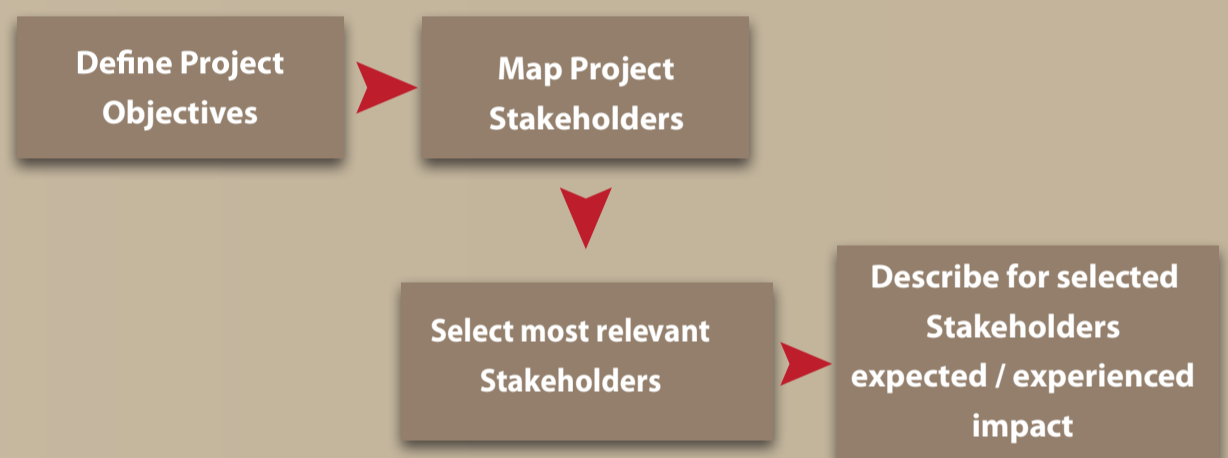 Define Project
Objectives
Map Project
Stakeholders
Select most relevant
Stakeholders
Describe for selected
Stakeholders
expected / experienced
impact